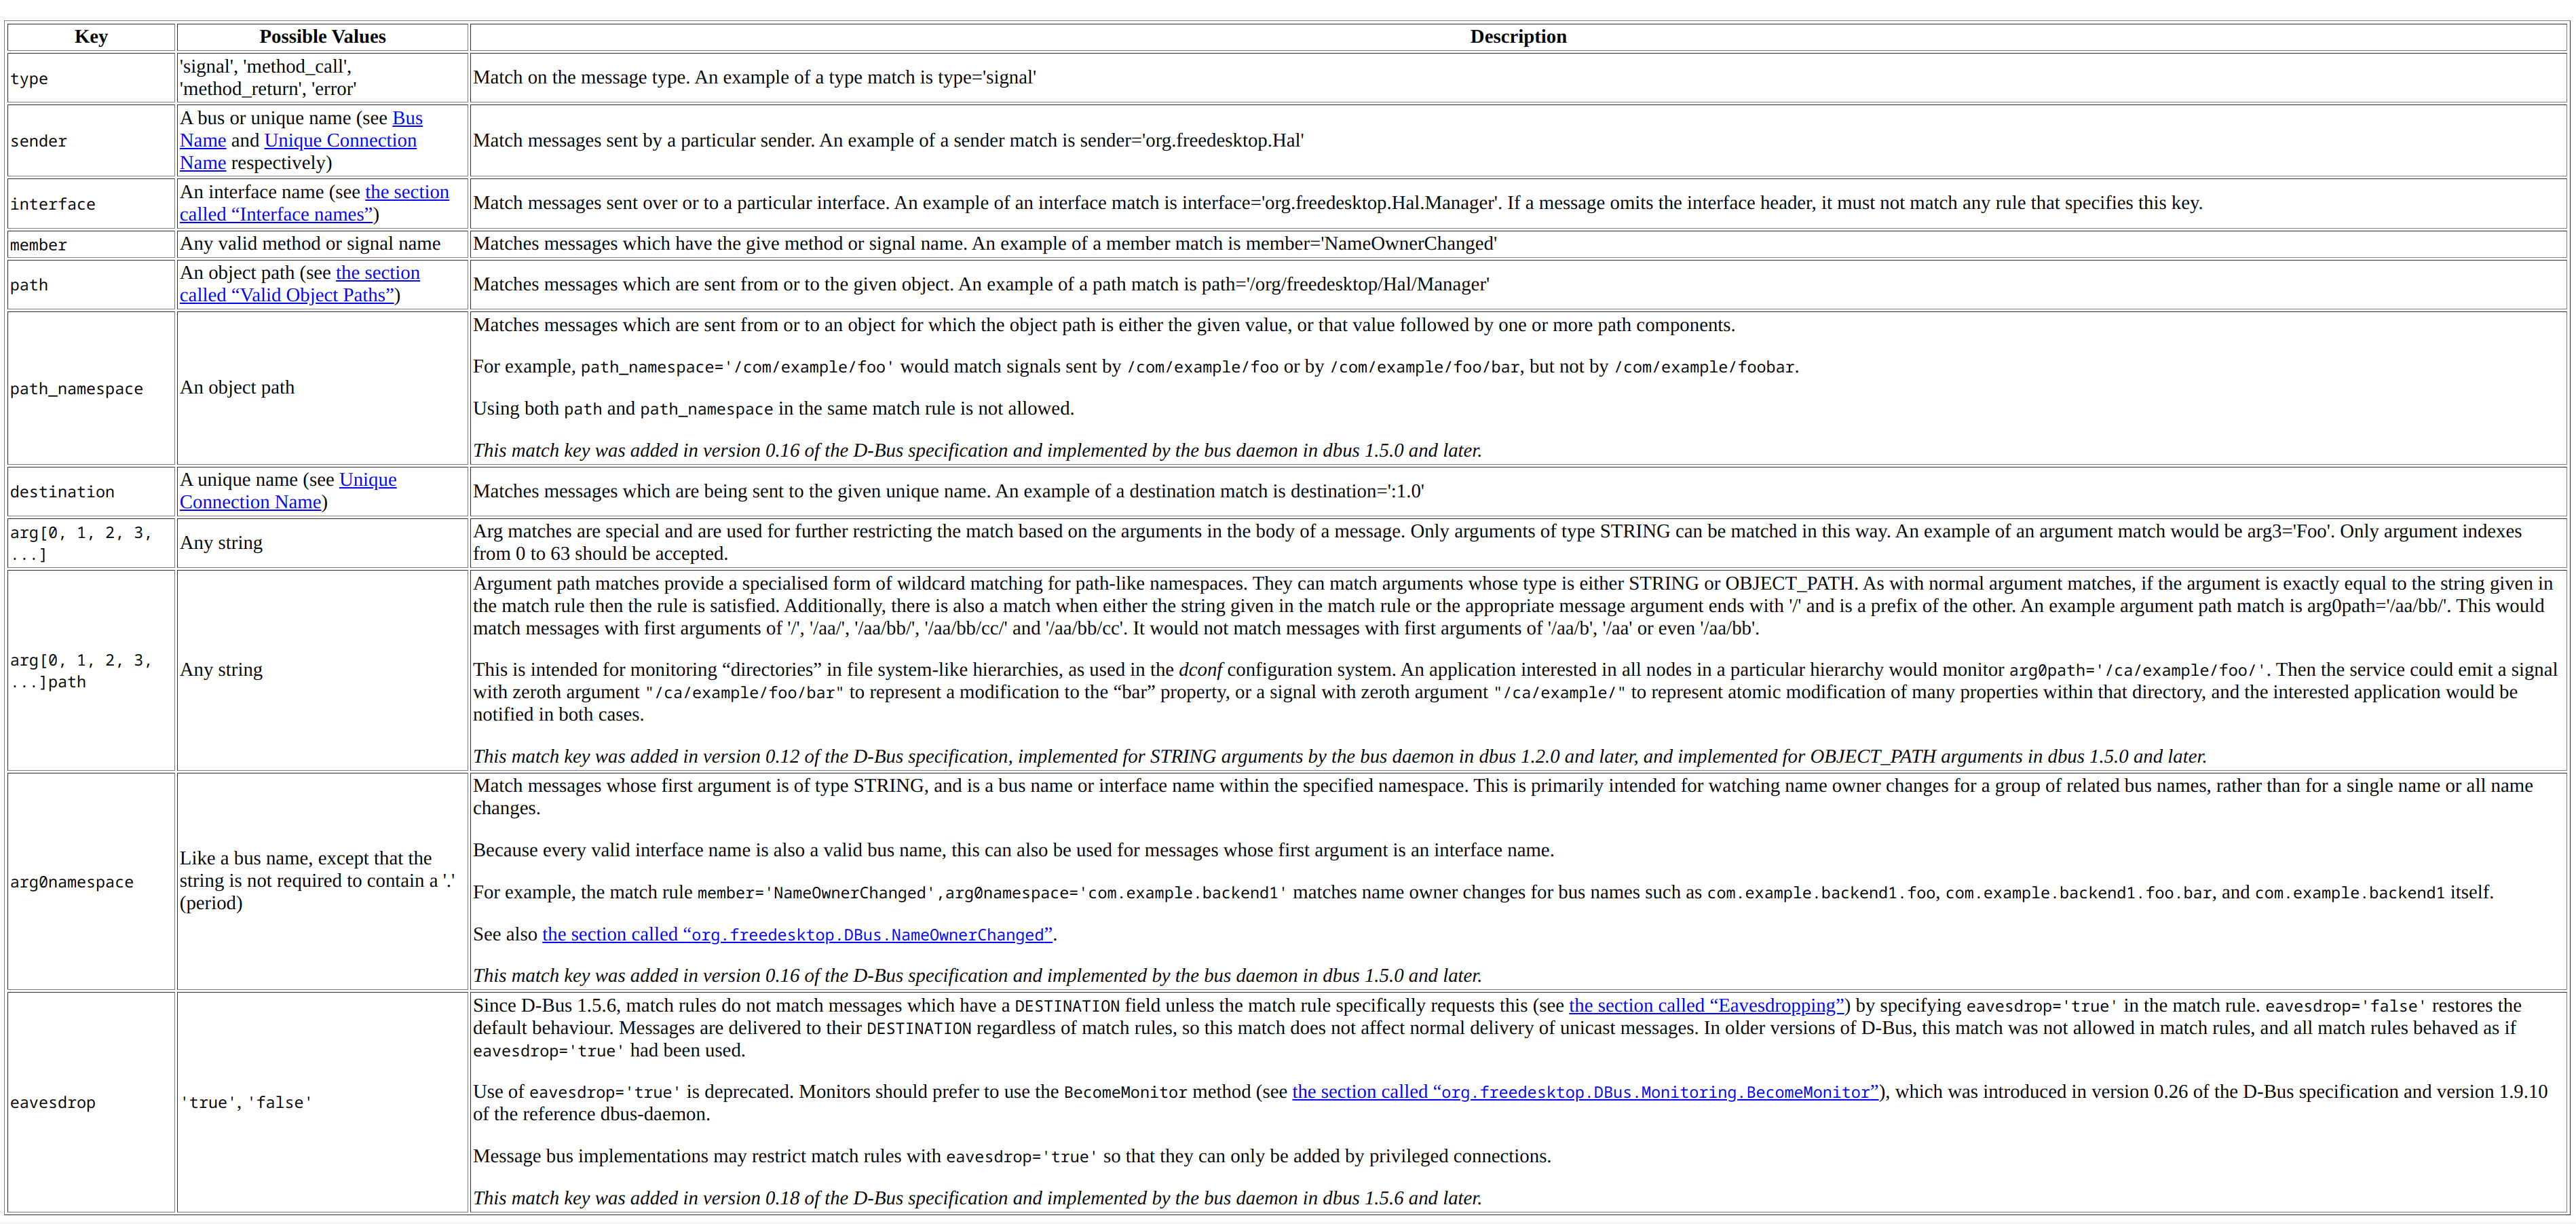 Key Possible Values Description
type
'signal', 'method_call',
'method_return', 'error'
Match on the message type. An example of a type match is type='signal'
sender
A bus or unique name (see Bus
Name and Unique Connection
Name respectively)
Match messages sent by a particular sender. An example of a sender match is sender='org.freedesktop.Hal'
interface
An interface name (see the section
called “Interface names”)
Match messages sent over or to a particular interface. An example of an interface match is interface='org.freedesktop.Hal.Manager'. If a message omits the interface header, it must not match any rule that specifies this key.
member
Any valid method or signal name
Matches messages which have the give method or signal name. An example of a member match is member='NameOwnerChanged'
path
An object path (see the section
called “Valid Object Paths”)
Matches messages which are sent from or to the given object. An example of a path match is path='/org/freedesktop/Hal/Manager'
path_namespace
An object path
Matches messages which are sent from or to an object for which the object path is either the given value, or that value followed by one or more path components.
For example, path_namespace='/com/example/foo' would match signals sent by /com/example/foo or by /com/example/foo/bar, but not by /com/example/foobar.
Using both path and path_namespace in the same match rule is not allowed.
This match key was added in version 0.16 of the D-Bus specification and implemented by the bus daemon in dbus 1.5.0 and later.
destination
A unique name (see Unique
Connection Name)
Matches messages which are being sent to the given unique name. An example of a destination match is destination=':1.0'
arg[0, 1, 2, 3,
...]
Any string
Arg matches are special and are used for further restricting the match based on the arguments in the body of a message. Only arguments of type STRING can be matched in this way. An example of an argument match would be arg3='Foo'. Only argument indexes
from 0 to 63 should be accepted.
arg[0, 1, 2, 3,
...]path
Any string
Argument path matches provide a specialised form of wildcard matching for path-like namespaces. They can match arguments whose type is either STRING or OBJECT_PATH. As with normal argument matches, if the argument is exactly equal to the string given in
the match rule then the rule is satisfied. Additionally, there is also a match when either the string given in the match rule or the appropriate message argument ends with '/' and is a prefix of the other. An example argument path match is arg0path='/aa/bb/'. This would
match messages with first arguments of '/', '/aa/', '/aa/bb/', '/aa/bb/cc/' and '/aa/bb/cc'. It would not match messages with first arguments of '/aa/b', '/aa' or even '/aa/bb'.
This is intended for monitoring “directories” in file system-like hierarchies, as used in the dconf configuration system. An application interested in all nodes in a particular hierarchy would monitor arg0path='/ca/example/foo/'. Then the service could emit a signal
with zeroth argument "/ca/example/foo/bar" to represent a modification to the “bar” property, or a signal with zeroth argument "/ca/example/" to represent atomic modification of many properties within that directory, and the interested application would be
notified in both cases.
This match key was added in version 0.12 of the D-Bus specification, implemented for STRING arguments by the bus daemon in dbus 1.2.0 and later, and implemented for OBJECT_PATH arguments in dbus 1.5.0 and later.
arg0namespace
Like a bus name, except that the
string is not required to contain a '.'
(period)
Match messages whose first argument is of type STRING, and is a bus name or interface name within the specified namespace. This is primarily intended for watching name owner changes for a group of related bus names, rather than for a single name or all name
changes.
Because every valid interface name is also a valid bus name, this can also be used for messages whose first argument is an interface name.
For example, the match rule member='NameOwnerChanged',arg0namespace='com.example.backend1' matches name owner changes for bus names such as com.example.backend1.foo, com.example.backend1.foo.bar, and com.example.backend1 itself.
See also the section called “org.freedesktop.DBus.NameOwnerChanged”.
This match key was added in version 0.16 of the D-Bus specification and implemented by the bus daemon in dbus 1.5.0 and later.
eavesdrop
'true', 'false'
Since D-Bus 1.5.6, match rules do not match messages which have a DESTINATION field unless the match rule specifically requests this (see the section called “Eavesdropping”) by specifying eavesdrop='true' in the match rule. eavesdrop='false' restores the
default behaviour. Messages are delivered to their DESTINATION regardless of match rules, so this match does not affect normal delivery of unicast messages. In older versions of D-Bus, this match was not allowed in match rules, and all match rules behaved as if
eavesdrop='true' had been used.
Use of eavesdrop='true' is deprecated. Monitors should prefer to use the BecomeMonitor method (see the section called “org.freedesktop.DBus.Monitoring.BecomeMonitor”), which was introduced in version 0.26 of the D-Bus specification and version 1.9.10
of the reference dbus-daemon.
Message bus implementations may restrict match rules with eavesdrop='true' so that they can only be added by privileged connections.
This match key was added in version 0.18 of the D-Bus specification and implemented by the bus daemon in dbus 1.5.6 and later.